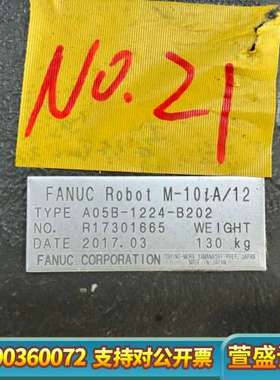 NO.21
FANUC Robot M-10iA/12
TYPE A05B-1224-B202
NO. R17301665 WEIGHT
DATE 2017.03 130 kg
FANUC CORPORATION
90360072 支持对公开票 萱盛